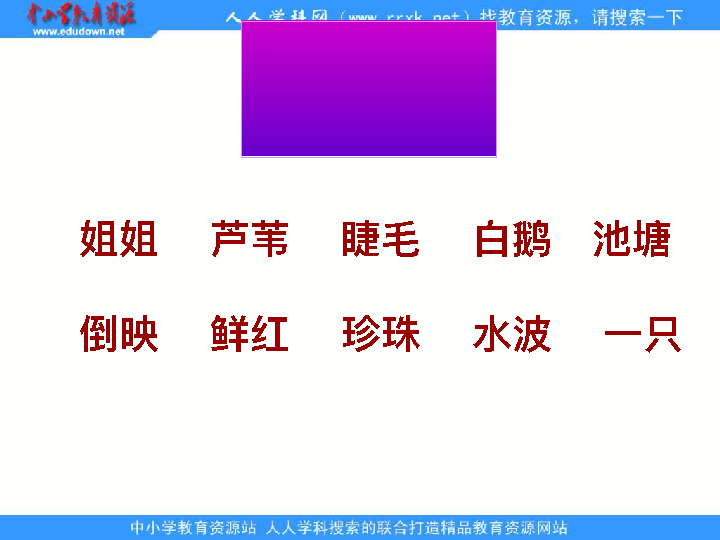 中小学教育资源
www.edudown.net
人人学科网（www.rrxk.net）找教育资源，请搜索一下
姐姐 芦苇 睫毛 白鹅 池塘
倒映 鲜红 珍珠 水波 一只
中小学教育资源站 人人学科搜索的联合打造精品教育资源网站